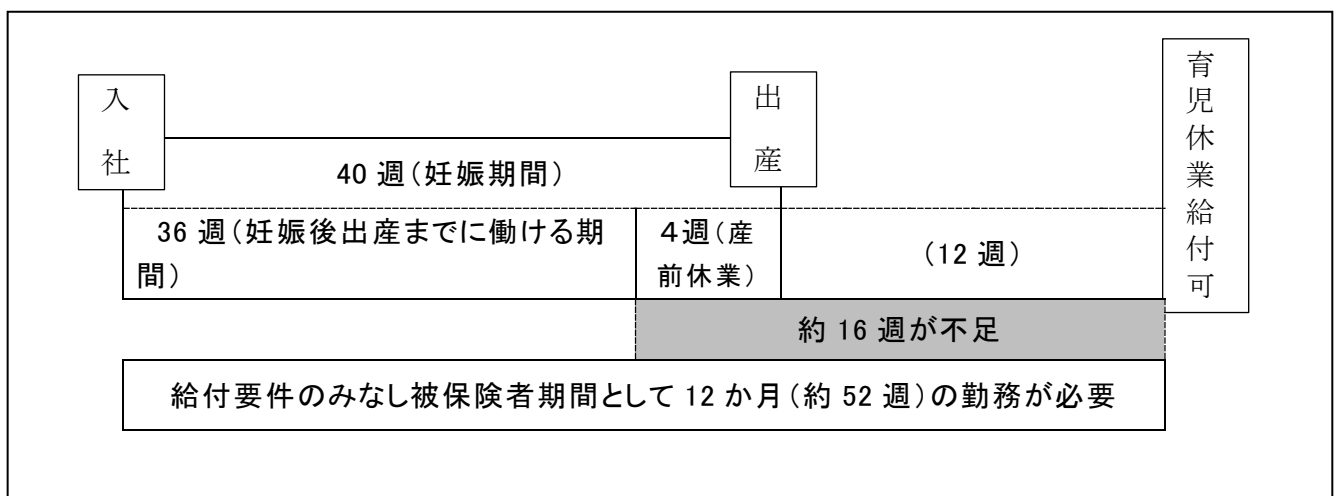 入社
出産
育児休業給付可
40 週（妊娠期間）
36 週（妊娠後出産までに働ける期
間）
４週（産
前休業）
（12 週）
約 16 週が不足
給付要件のみなし被保険者期間として 12 か月（約 52 週）の勤務が必要